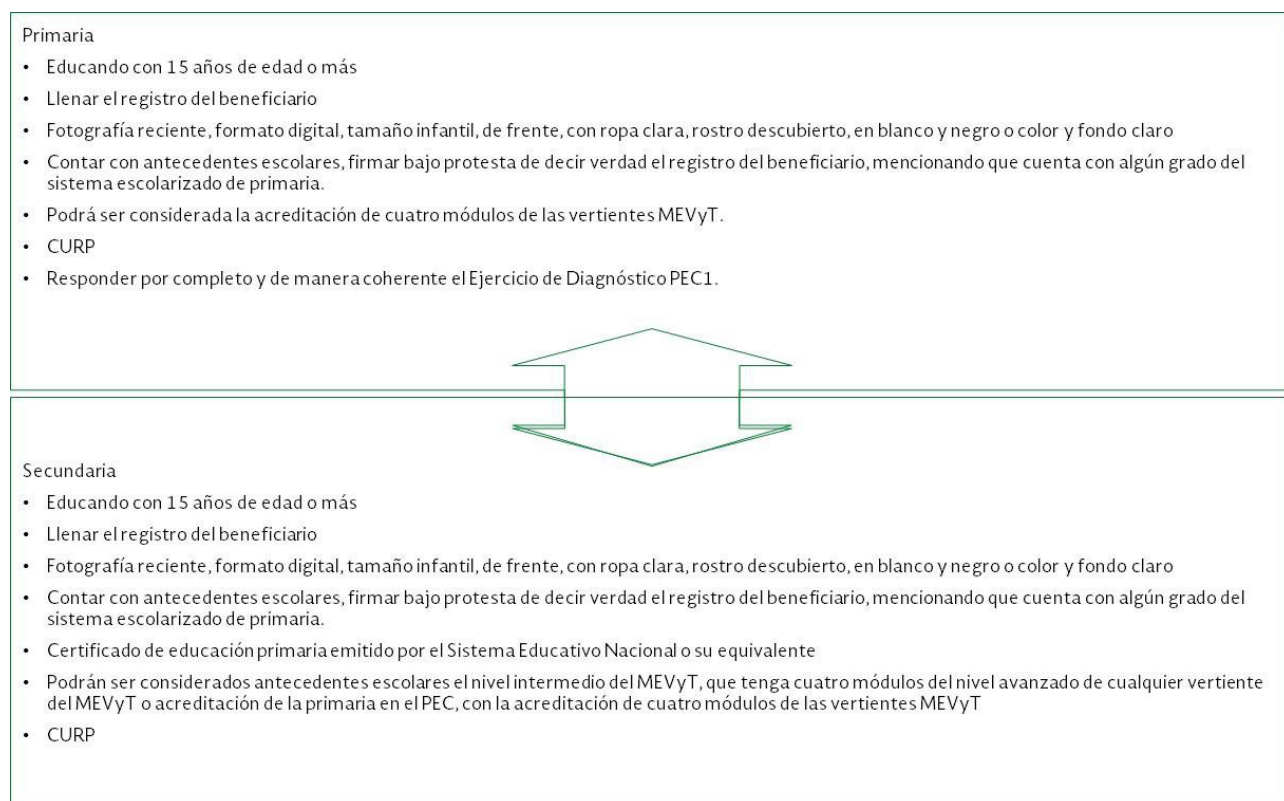 Primaria
• Educando con 15 años de edad o más
• Llenar el registro del beneficiario
• Fotografía reciente, formato digital, tamaño infantil, de frente, con ropa clara, rostro descubierto, en blanco y negro o color y fondo claro
• Contar con antecedentes escolares, firmar bajo protesta de decir verdad el registro del beneficiario, mencionando que cuenta con algún grado del
sistema escolarizado de primaria.
• Podrá ser considerada la acreditación de cuatro módulos de las vertientes MEVyT.
• CURP
• Responder por completo y de manera coherente el Ejercicio de Diagnóstico PEC1.
Secundaria
• Educando con 15 años de edad o más
• Llenar el registro del beneficiario
• Fotografía reciente, formato digital, tamaño infantil, de frente, con ropa clara, rostro descubierto, en blanco y negro o color y fondo claro
• Contar con antecedentes escolares, firmar bajo protesta de decir verdad el registro del beneficiario, mencionando que cuenta con algún grado del
sistema escolarizado de primaria.
• Certificado de educación primaria emitido por el Sistema Educativo Nacional o su equivalente
• Podrán ser considerados antecedentes escolares el nivel intermedio del MEVyT, que tenga cuatro módulos del nivel avanzado de cualquier vertiente
del MEVyT o acreditación de la primaria en el PEC, con la acreditación de cuatro módulos de las vertientes MEVyT
• CURP